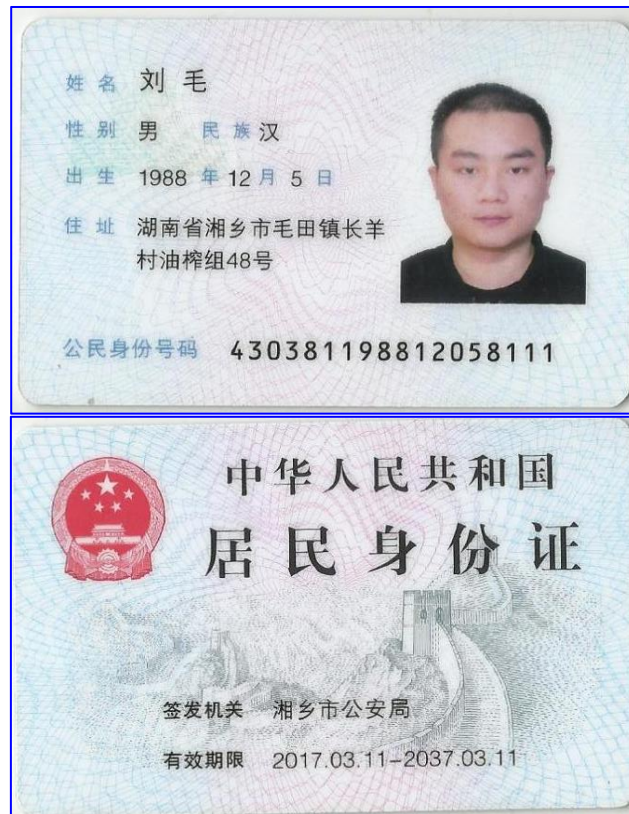 姓名 刘毛
性别 男 民族 汉
出生 1988 年 12 月 5 日
住址 湖南省湘乡市毛田镇长羊
村油榨组48号
公民身份号码 430381198812058111
中华人民共和国
居民身份证
签发机关 湘乡市公安局
有效期限 2017.03.11-2037.03.11